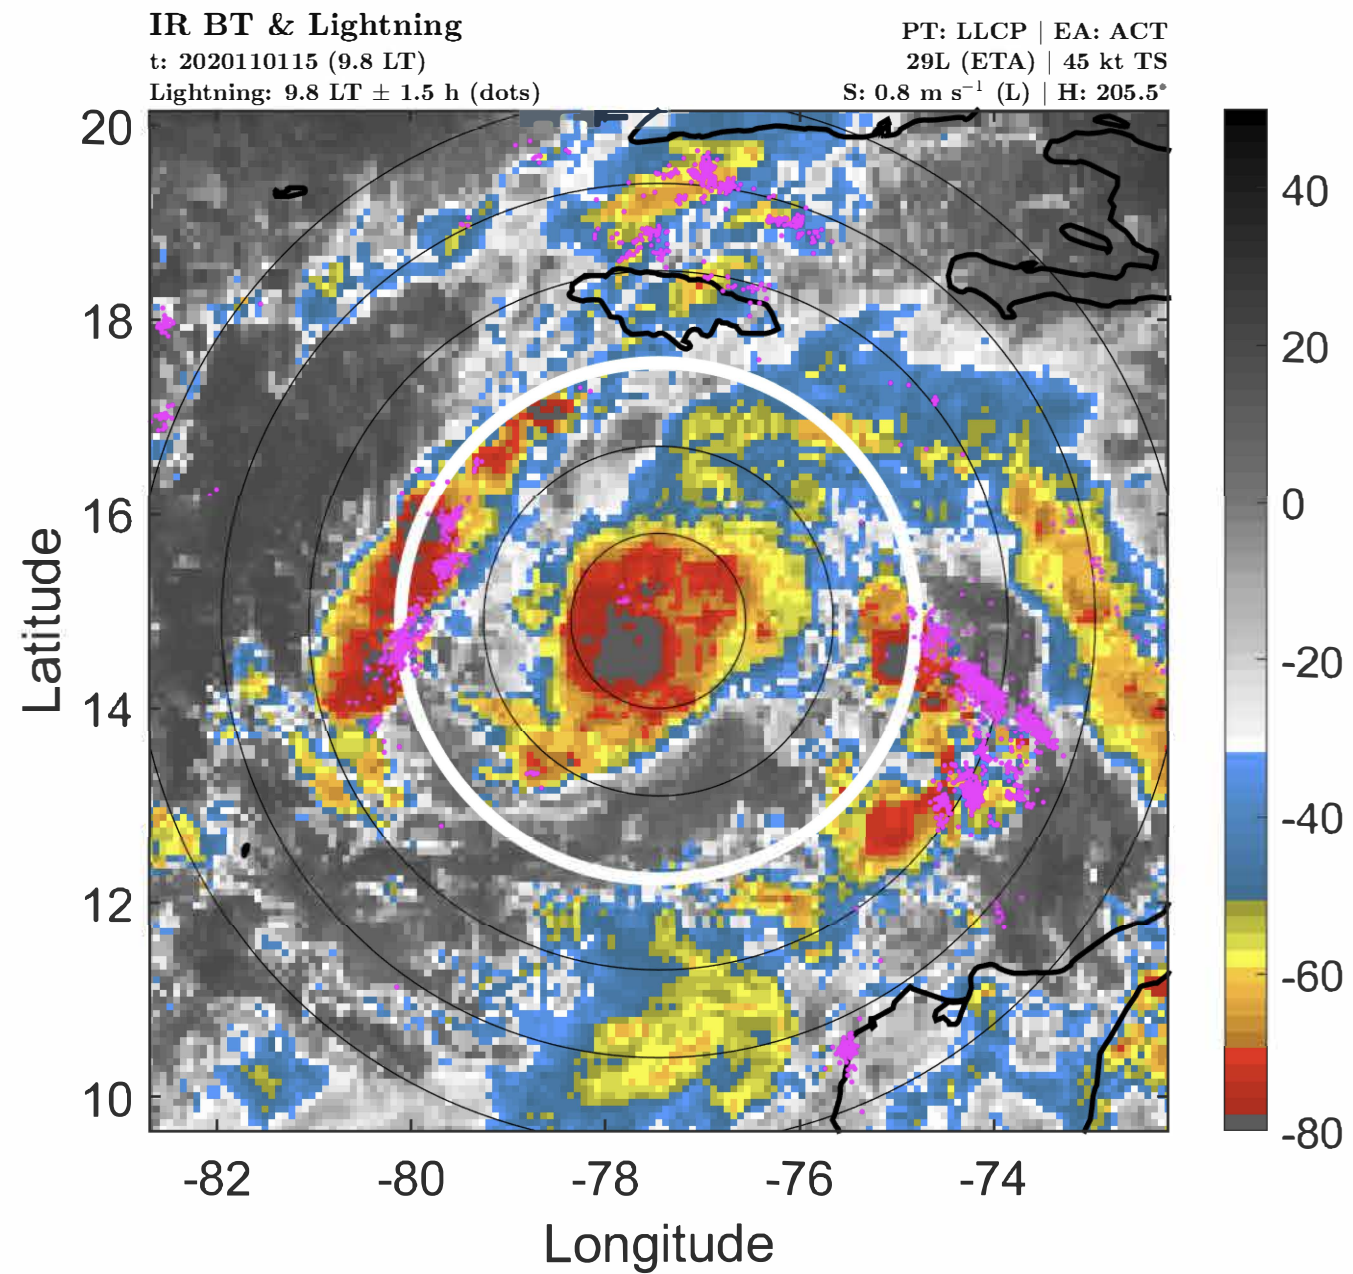 IR BT & Lightning
t: 2020110115 (9.8 LT)
Lightning: 9.8 LT ± 1.5 h (dots)
PT: LLCP | EA: ACT
29L (ETA) | 45 kt TS
S: 0.8 m s⁻¹ (L) | H: 205.5°
20
18
16
14
12
10
Latitude
-82
-80
-78
-76
-74
Longitude
40
20
0
-20
-40
-60
-80